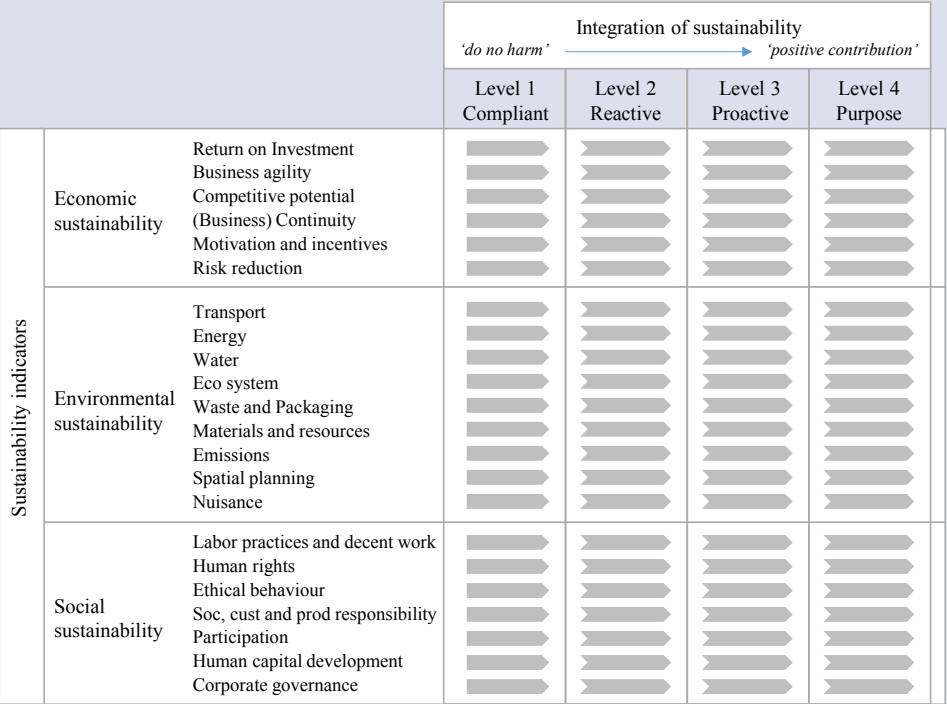 Integration of sustainability
'do no harm' 'positive contribution'
Level 1 Level 2 Level 3 Level 4
Compliant Reactive Proactive Purpose
Sustainability indicators
Economic
sustainability
Return on Investment
Business agility
Competitive potential
(Business) Continuity
Motivation and incentives
Risk reduction
Environmental
sustainability
Transport
Energy
Water
Eco system
Waste and Packaging
Materials and resources
Emissions
Spatial planning
Nuisance
Social
sustainability
Labor practices and decent work
Human rights
Ethical behaviour
Soc, cust and prod responsibility
Participation
Human capital development
Corporate governance